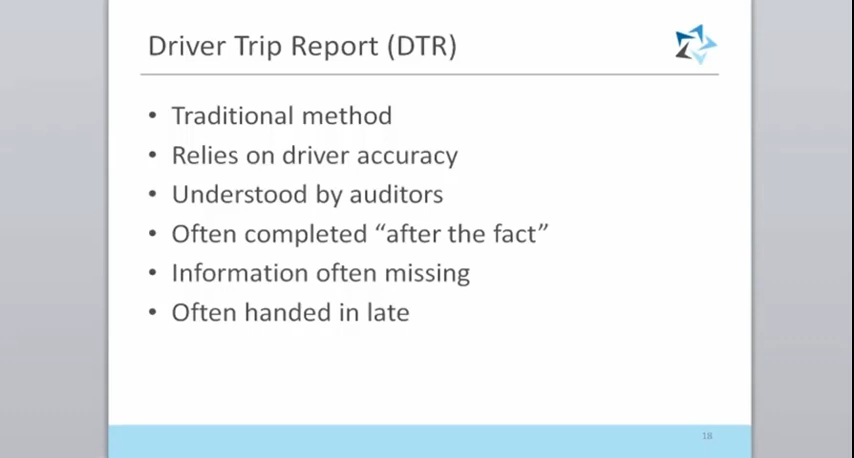 Driver Trip Report (DTR)
• Traditional method
• Relies on driver accuracy
• Understood by auditors
• Often completed “after the fact”
• Information often missing
• Often handed in late
18